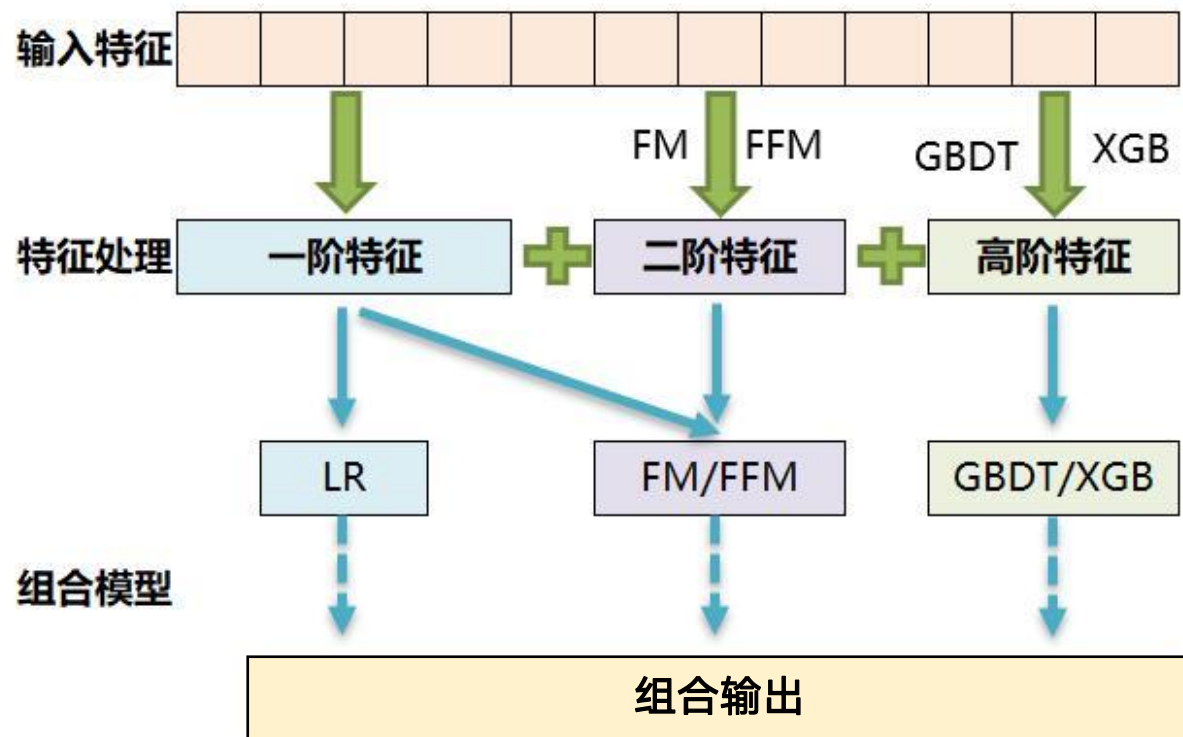 输入特征
FM FFM
GBDT XGB
特征处理 一阶特征 二阶特征 高阶特征
LR FM/FFM GBDT/XGB
组合模型
组合输出